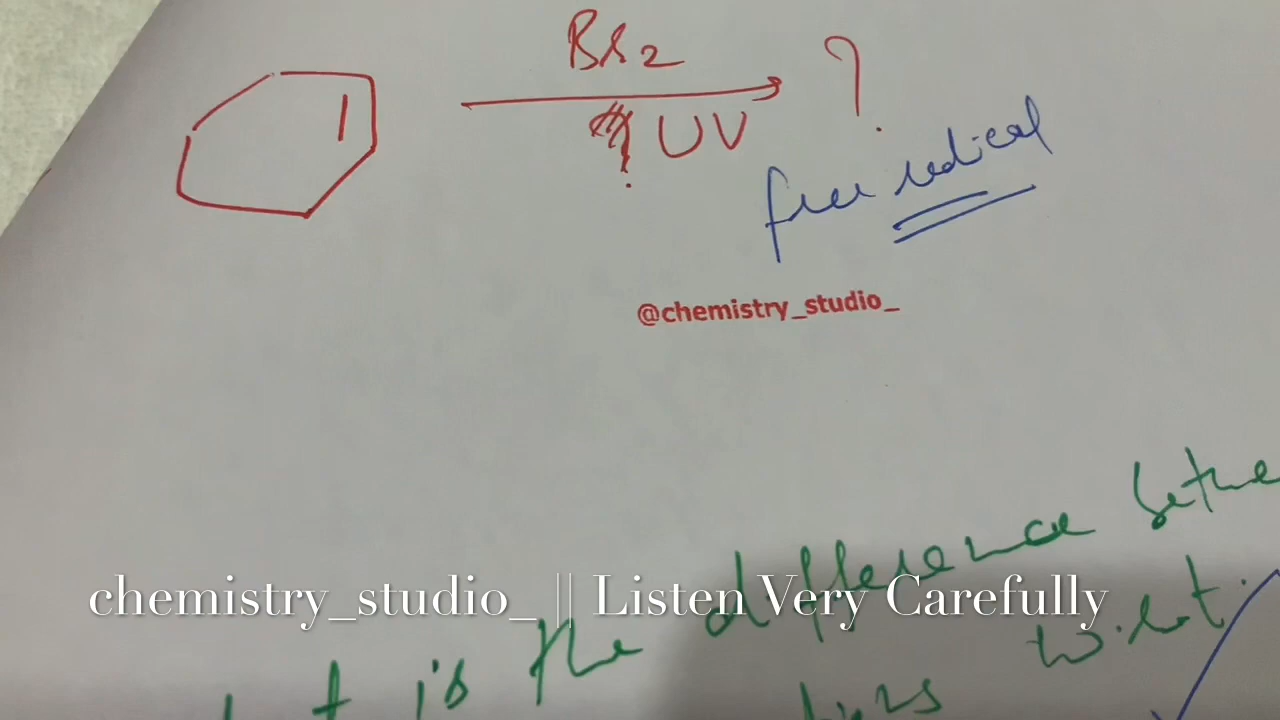 Br2
UV
?
free radical
@chemistry_studio_
difference
chemistry_studio_ || Listen Very Carefully
is the
w.r.t.